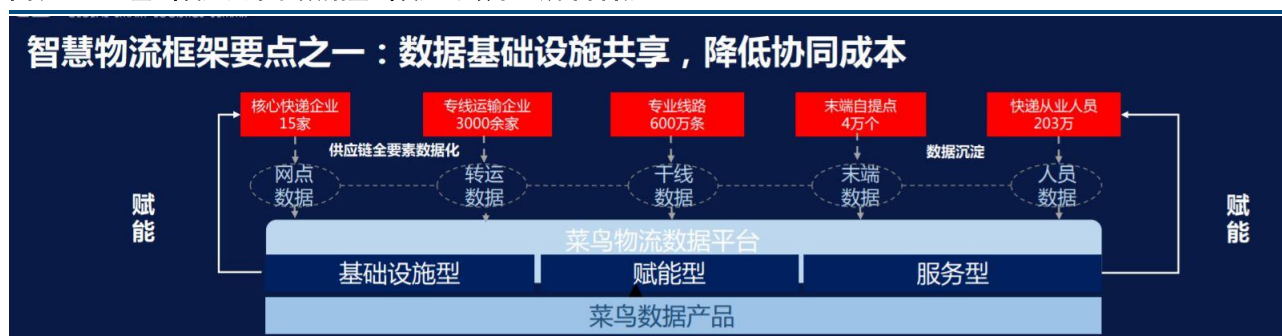 智慧物流框架要点之一：数据基础设施共享，降低协同成本
核心快递企业
15家
专线运输企业
3000余家
专业线路
600万条
末端自提点
4万个
快递从业人员
203万
供应链全要素数据化
数据沉淀
网点
数据
转运
数据
干线
数据
末端
数据
人员
数据
赋能
赋能
菜鸟物流数据平台
基础设施型
赋能型
服务型
菜鸟数据产品